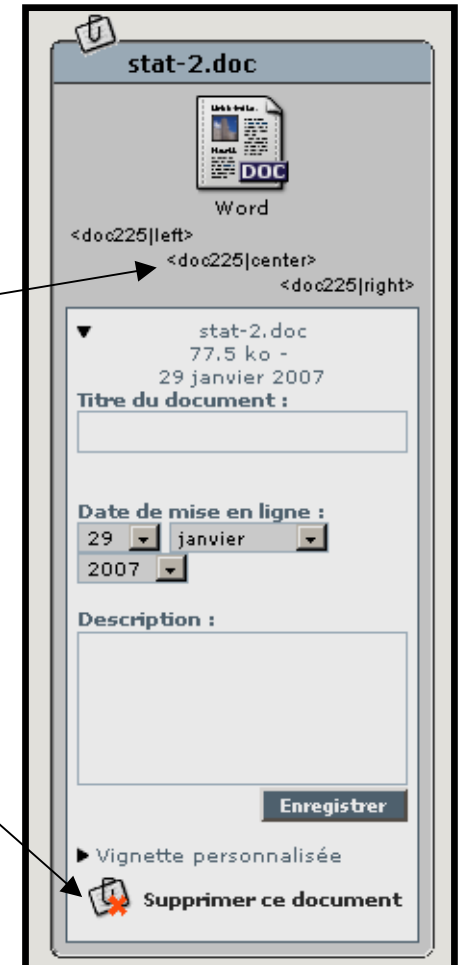 stat-2.doc
DOC
Word
<doc225|left>
<doc225|center>
<doc225|right>
stat-2.doc
77.5 ko -
29 janvier 2007
Titre du document :
Date de mise en ligne :
29 janvier
2007
Description :
Enregistrer
Vignette personnalisée
Supprimer ce document